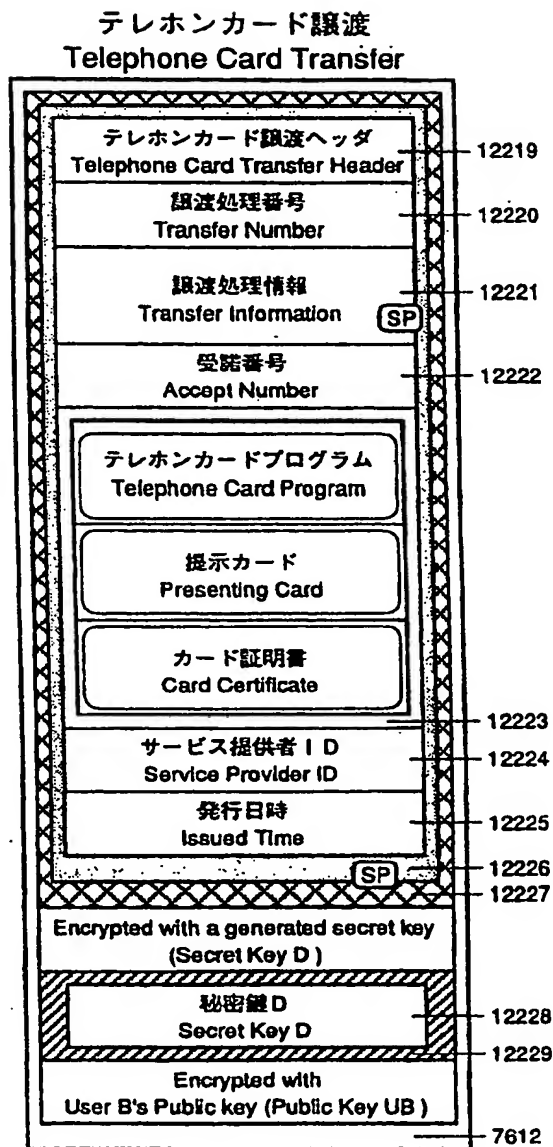 テレホンカード譲渡
Telephone Card Transfer
テレホンカード譲渡ヘッダ
Telephone Card Transfer Header
12219
譲渡処理番号
Transfer Number
12220
譲渡処理情報
Transfer Information
SP
12221
受諾番号
Accept Number
12222
テレホンカードプログラム
Telephone Card Program
提示カード
Presenting Card
カード証明書
Card Certificate
12223
サービス提供者ID
Service Provider ID
12224
発行日時
Issued Time
12225
SP
12226
12227
Encrypted with a generated secret key
(Secret Key D )
秘密鍵D
Secret Key D
12228
12229
Encrypted with
User B's Public key (Public Key UB )
7612